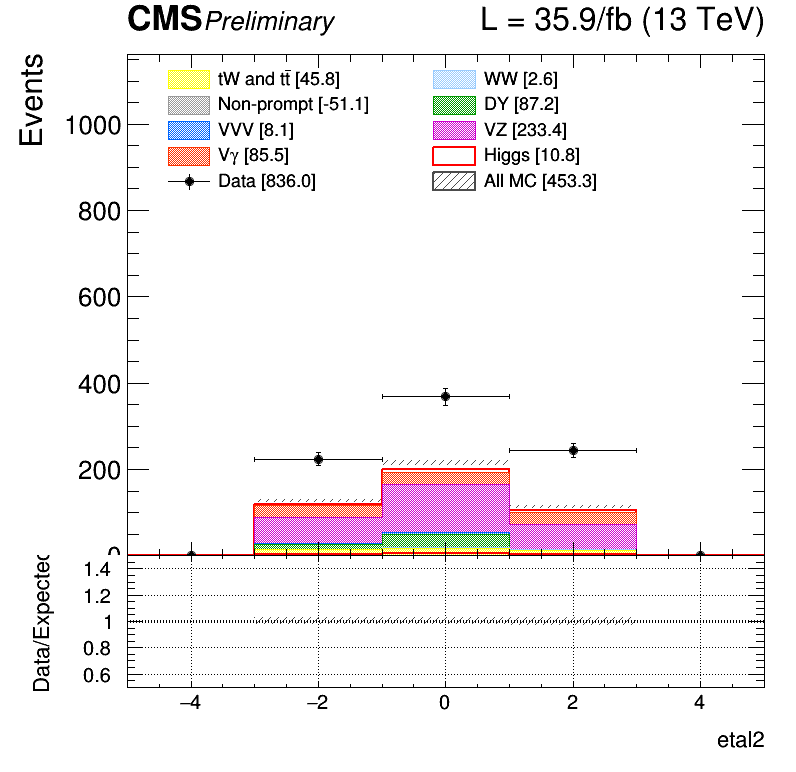 CMS Preliminary L = 35.9/fb (13 TeV)
Events
tW and tt̄ [45.8] WW [2.6]
Non-prompt [-51.1] DY [87.2]
VVV [8.1] VZ [233.4]
Vγ [85.5] Higgs [10.8]
Data [836.0] All MC [453.3]
1000
800
600
400
200
0
Data/Expected
1.4
1.2
1
0.8
0.6
−4 −2 0 2 4
etal2